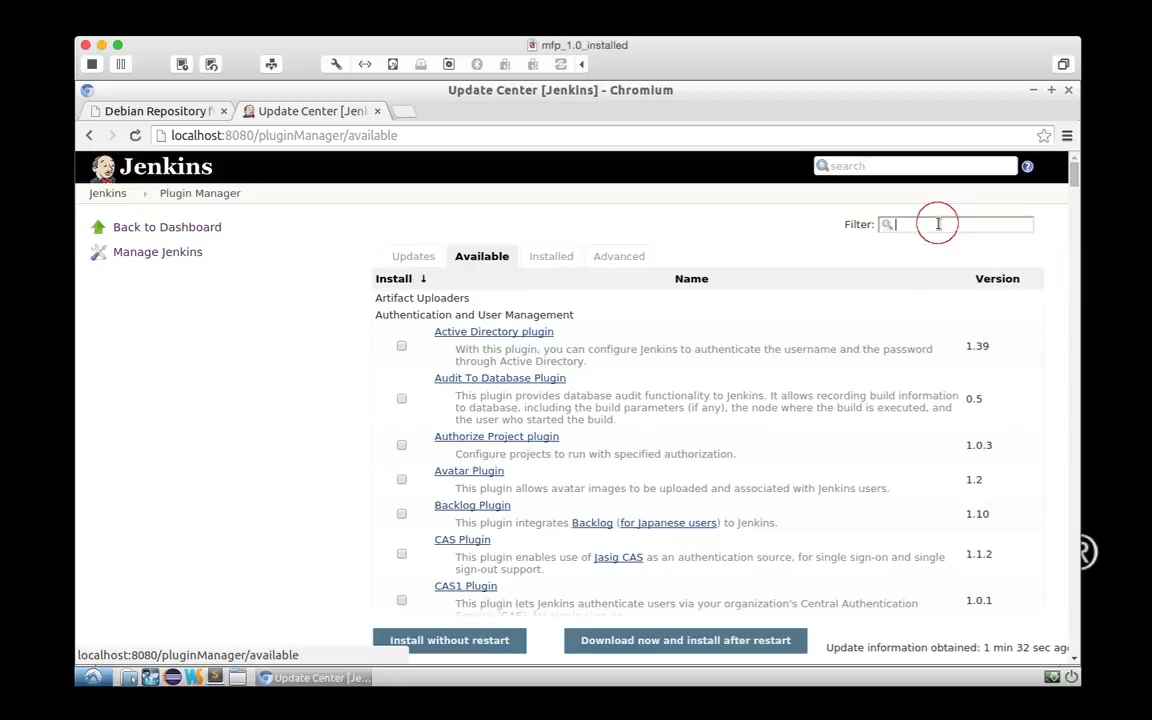 mfp_1.0_installed
Update Center [Jenkins] - Chromium
Debian Repository f
Update Center [Jenl
localhost:8080/pluginManager/available
Jenkins
search
Jenkins
Plugin Manager
Back to Dashboard
Manage Jenkins
Filter:
Updates
Available
Installed
Advanced
Install ↓
Name
Version
Artifact Uploaders
Authentication and User Management
Active Directory plugin
With this plugin, you can configure Jenkins to authenticate the username and the password
through Active Directory.
1.39
Audit To Database Plugin
This plugin provides database audit functionality to Jenkins. It allows recording build information
to database, including the build parameters (if any), the node where the build is executed, and
the user who started the build.
0.5
Authorize Project plugin
Configure projects to run with specified authorization.
1.0.3
Avatar Plugin
This plugin allows avatar images to be uploaded and associated with Jenkins users.
1.2
Backlog Plugin
This plugin integrates Backlog (for Japanese users) to Jenkins.
1.10
CAS Plugin
This plugin enables use of Jasig CAS as an authentication source, for single sign-on and single
sign-out support.
1.1.2
CAS1 Plugin
This plugin lets Jenkins authenticate users via your organization's Central Authentication
1.0.1
Install without restart
Download now and install after restart
Update information obtained: 1 min 32 sec ago
localhost:8080/pluginManager/available
Update Center [Je...
®